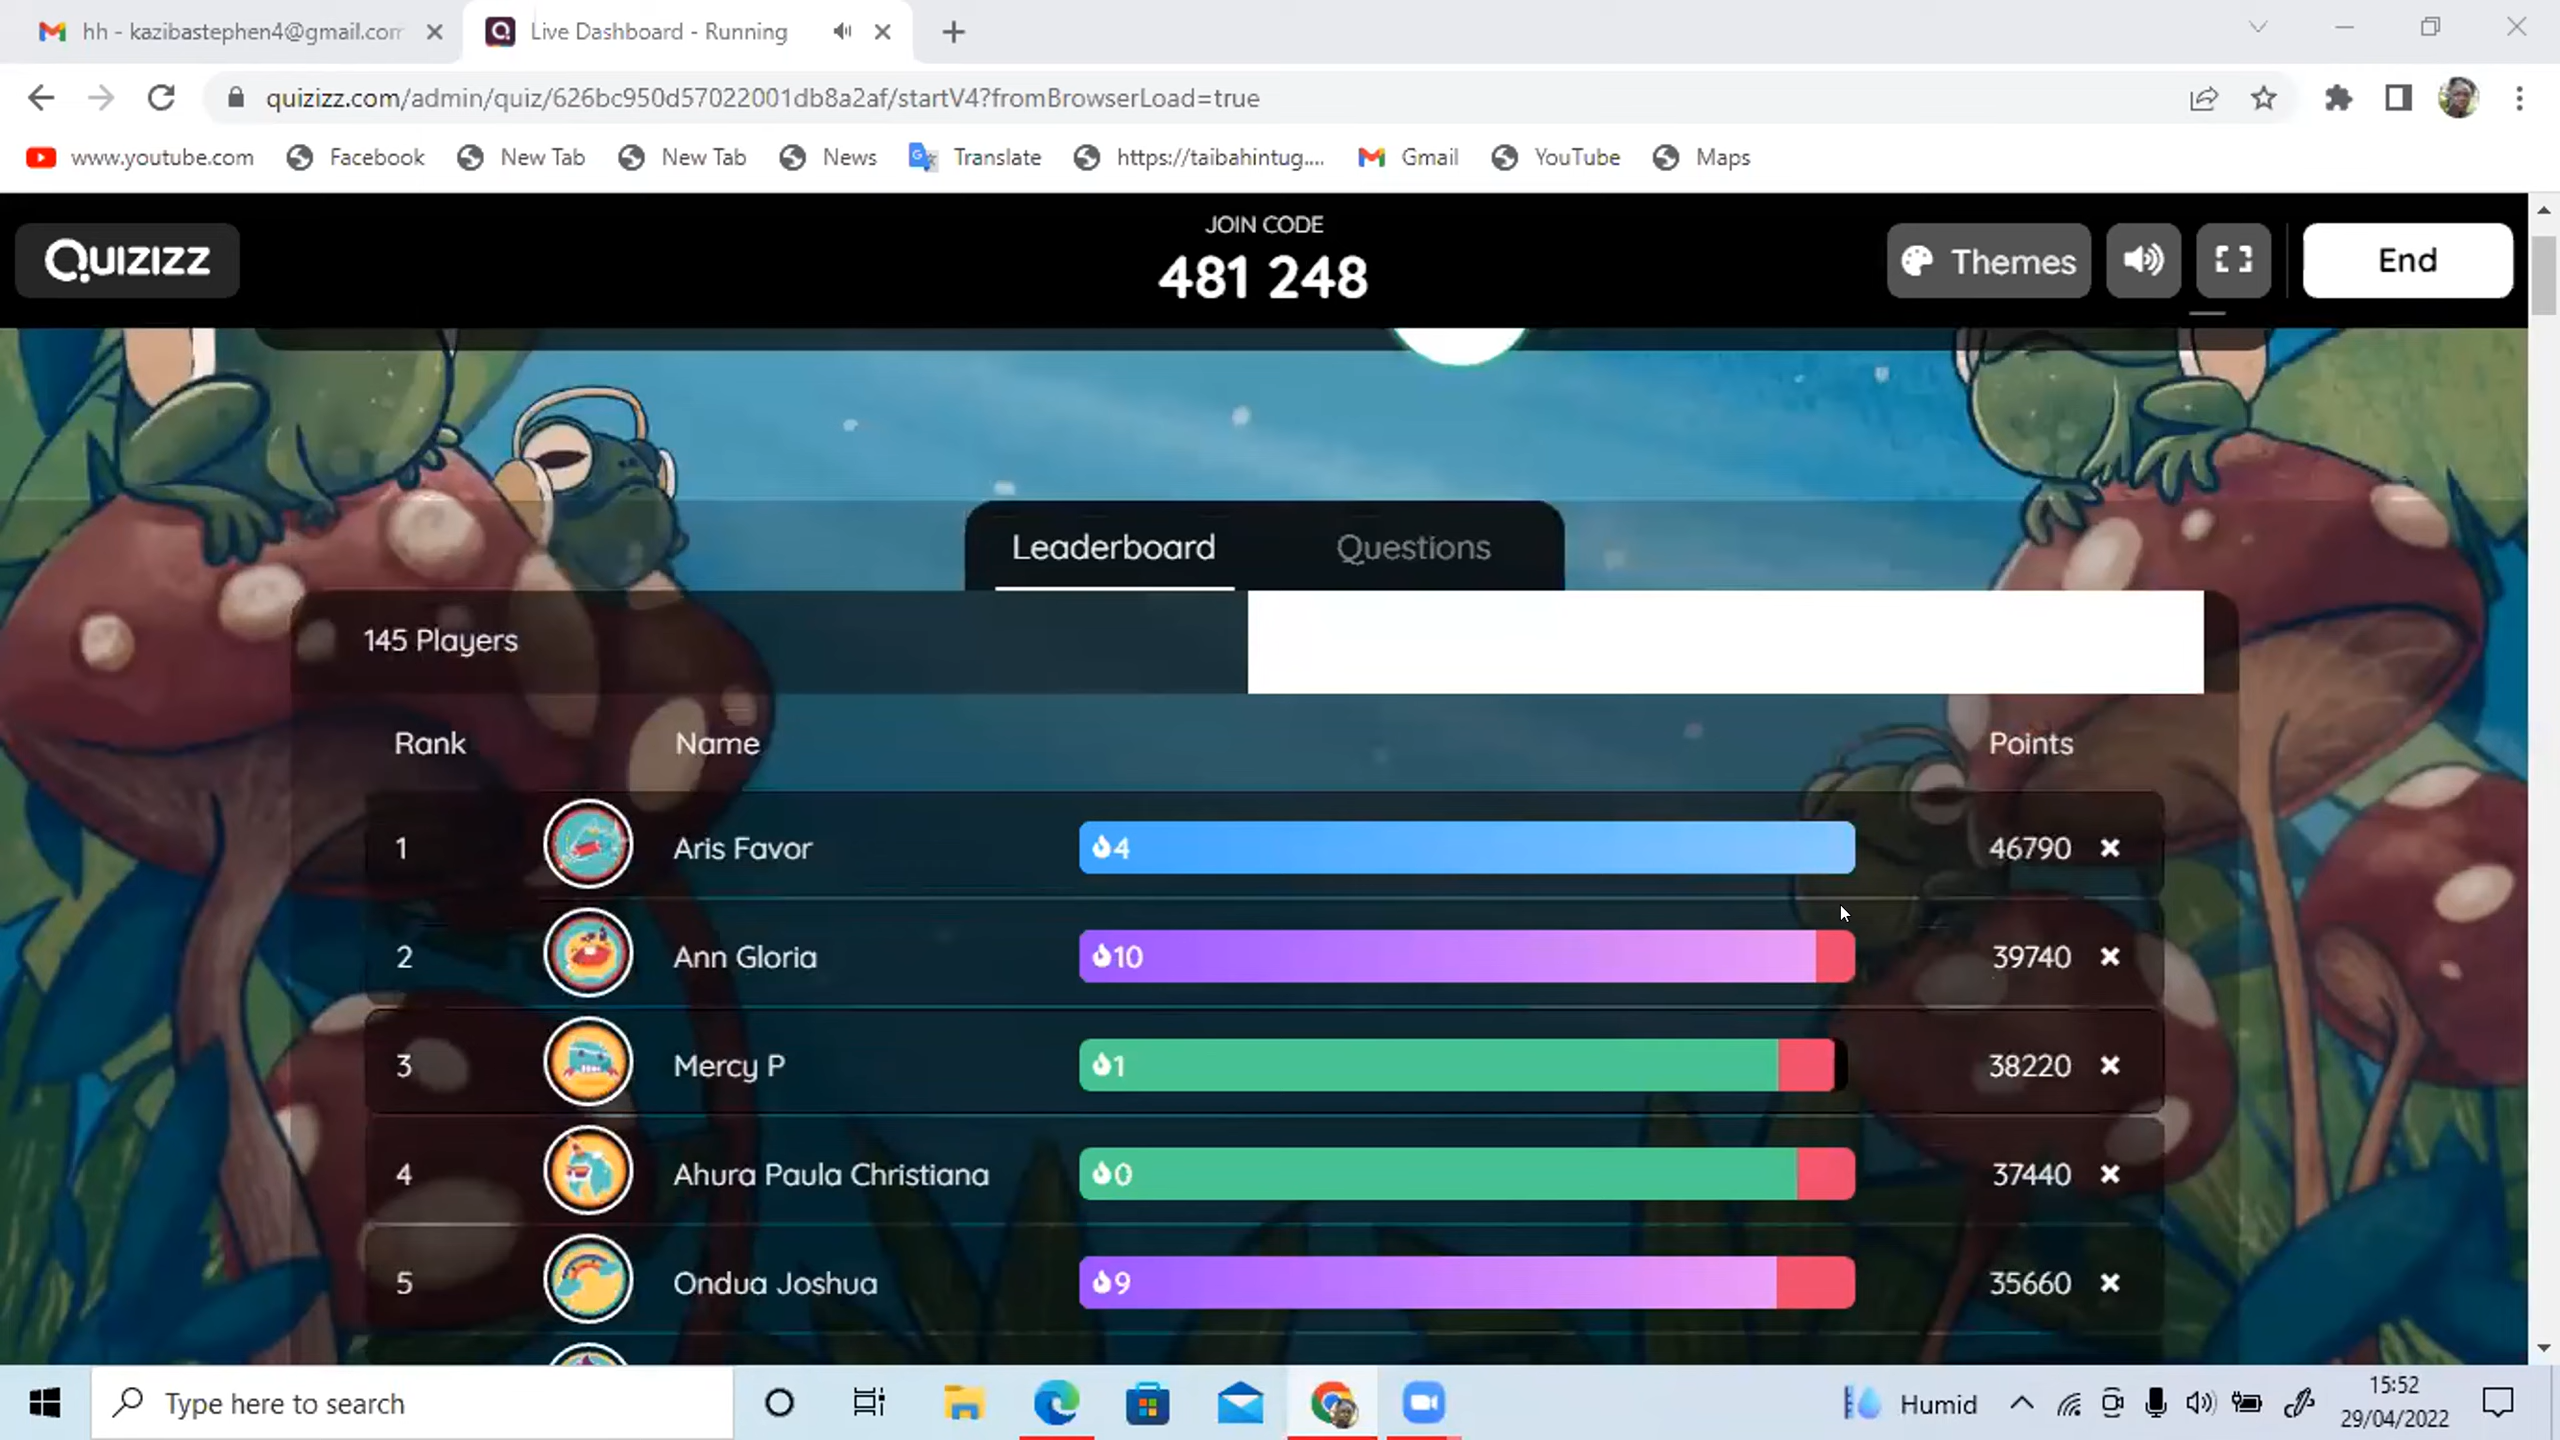 hh - kazibastephen4@gmail.com
Live Dashboard - Running
quizizz.com/admin/quiz/626bc950d57022001db8a2af/startV4?fromBrowserLoad=true
www.youtube.com Facebook New Tab New Tab News Translate https://taibahintug.... Gmail YouTube Maps
QUIZIZZ
JOIN CODE
481 248
Themes
End
Leaderboard Questions
145 Players
Rank Name Points
1 Aris Favor 4 46790
2 Ann Gloria 10 39740
3 Mercy P 1 38220
4 Ahura Paula Christiana 0 37440
5 Ondua Joshua 9 35660
Type here to search
Humid
15:52
29/04/2022